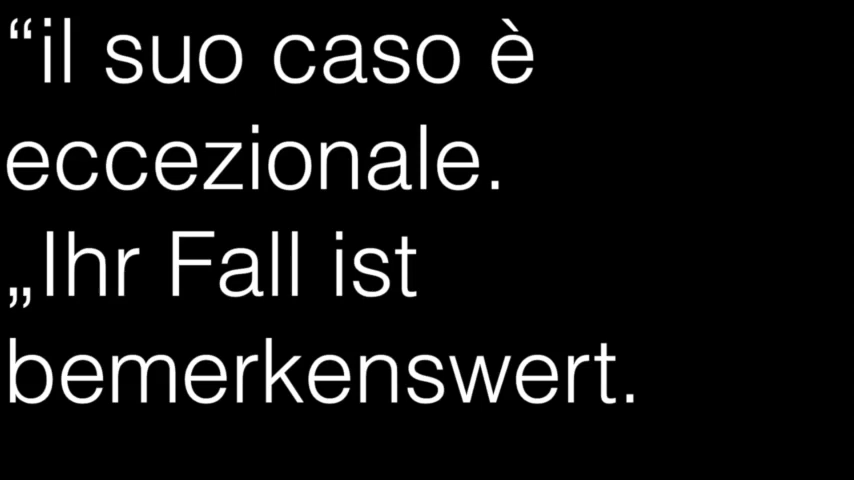 “il suo caso è
eccezionale.
„Ihr Fall ist
bemerkenswert.